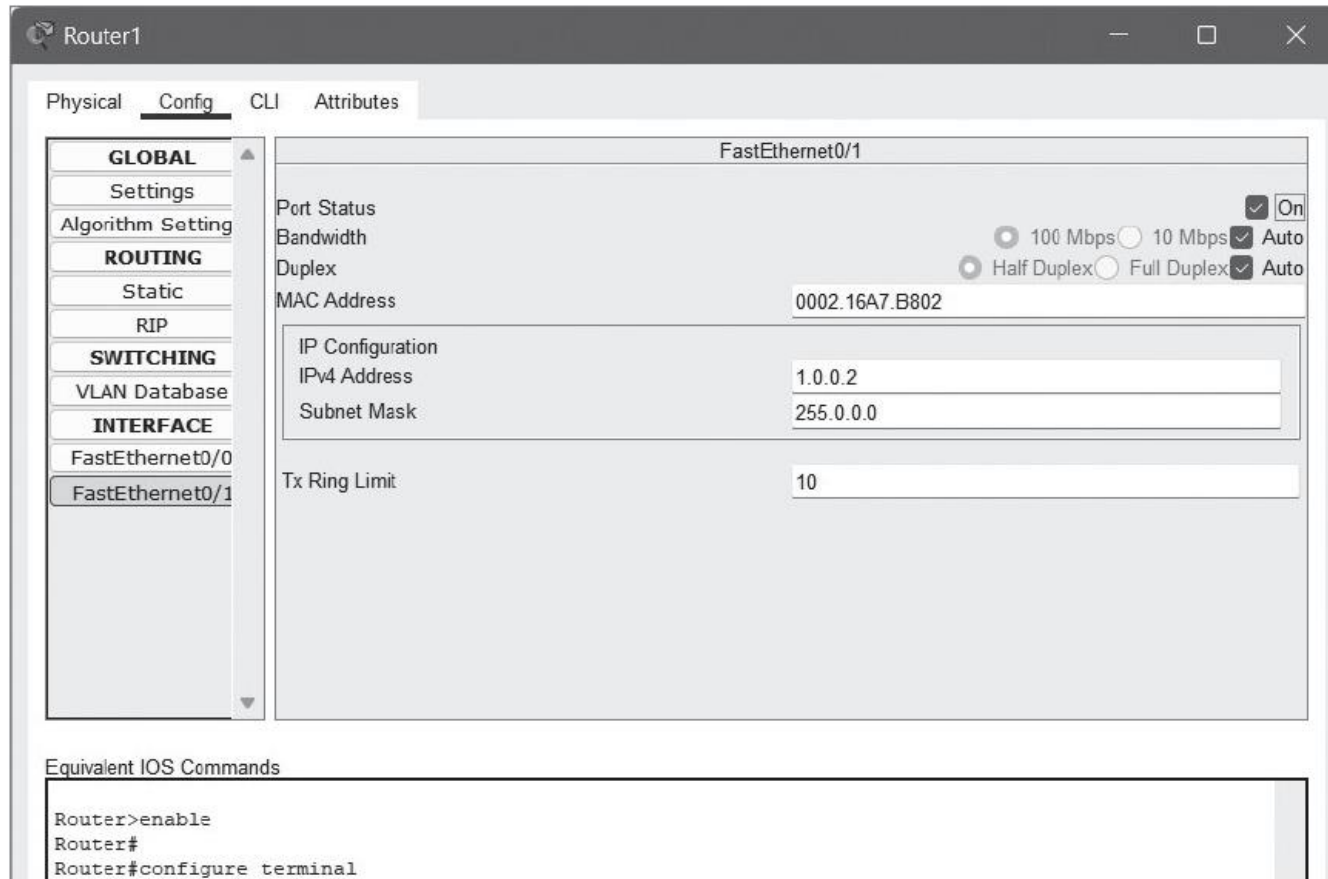 Router1
Physical Config CLI Attributes
GLOBAL
Settings
Algorithm Setting
ROUTING
Static
RIP
SWITCHING
VLAN Database
INTERFACE
FastEthernet0/0
FastEthernet0/1
FastEthernet0/1
Port Status On
Bandwidth 100 Mbps 10 Mbps Auto
Duplex Half Duplex Full Duplex Auto
MAC Address 0002.16A7.B802
IP Configuration
IPv4 Address 1.0.0.2
Subnet Mask 255.0.0.0
Tx Ring Limit 10
Equivalent IOS Commands
Router>enable
Router#
Router#configure terminal